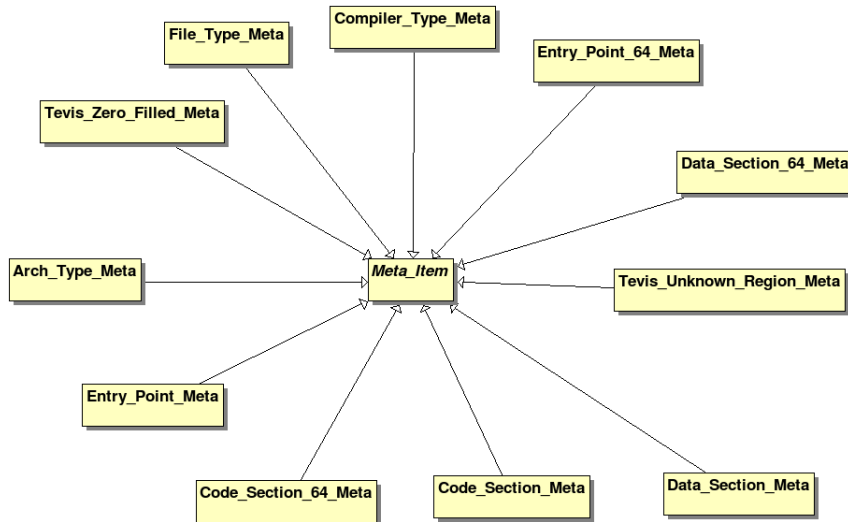 Compiler_Type_Meta
File_Type_Meta
Entry_Point_64_Meta
Tevis_Zero_Filled_Meta
Data_Section_64_Meta
Arch_Type_Meta
Meta_Item
Tevis_Unknown_Region_Meta
Entry_Point_Meta
Code_Section_64_Meta
Code_Section_Meta
Data_Section_Meta